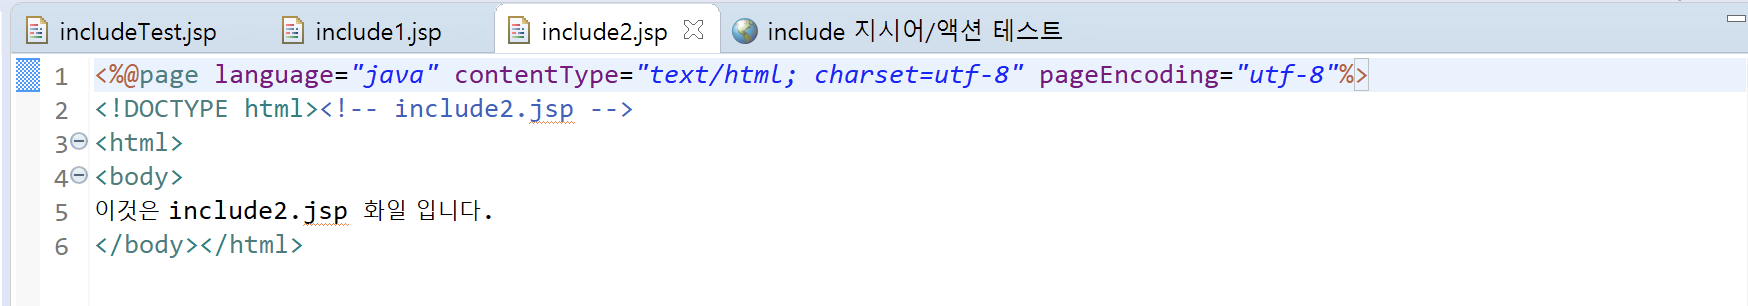 includeTest.jsp include1.jsp include2.jsp include 지시어/액션 테스트
1 <%@page language="java" contentType="text/html; charset=utf-8" pageEncoding="utf-8"%>
2 <!DOCTYPE html><!-- include2.jsp -->
3 <html>
4 <body>
5 이것은 include2.jsp 화일 입니다.
6 </body></html>